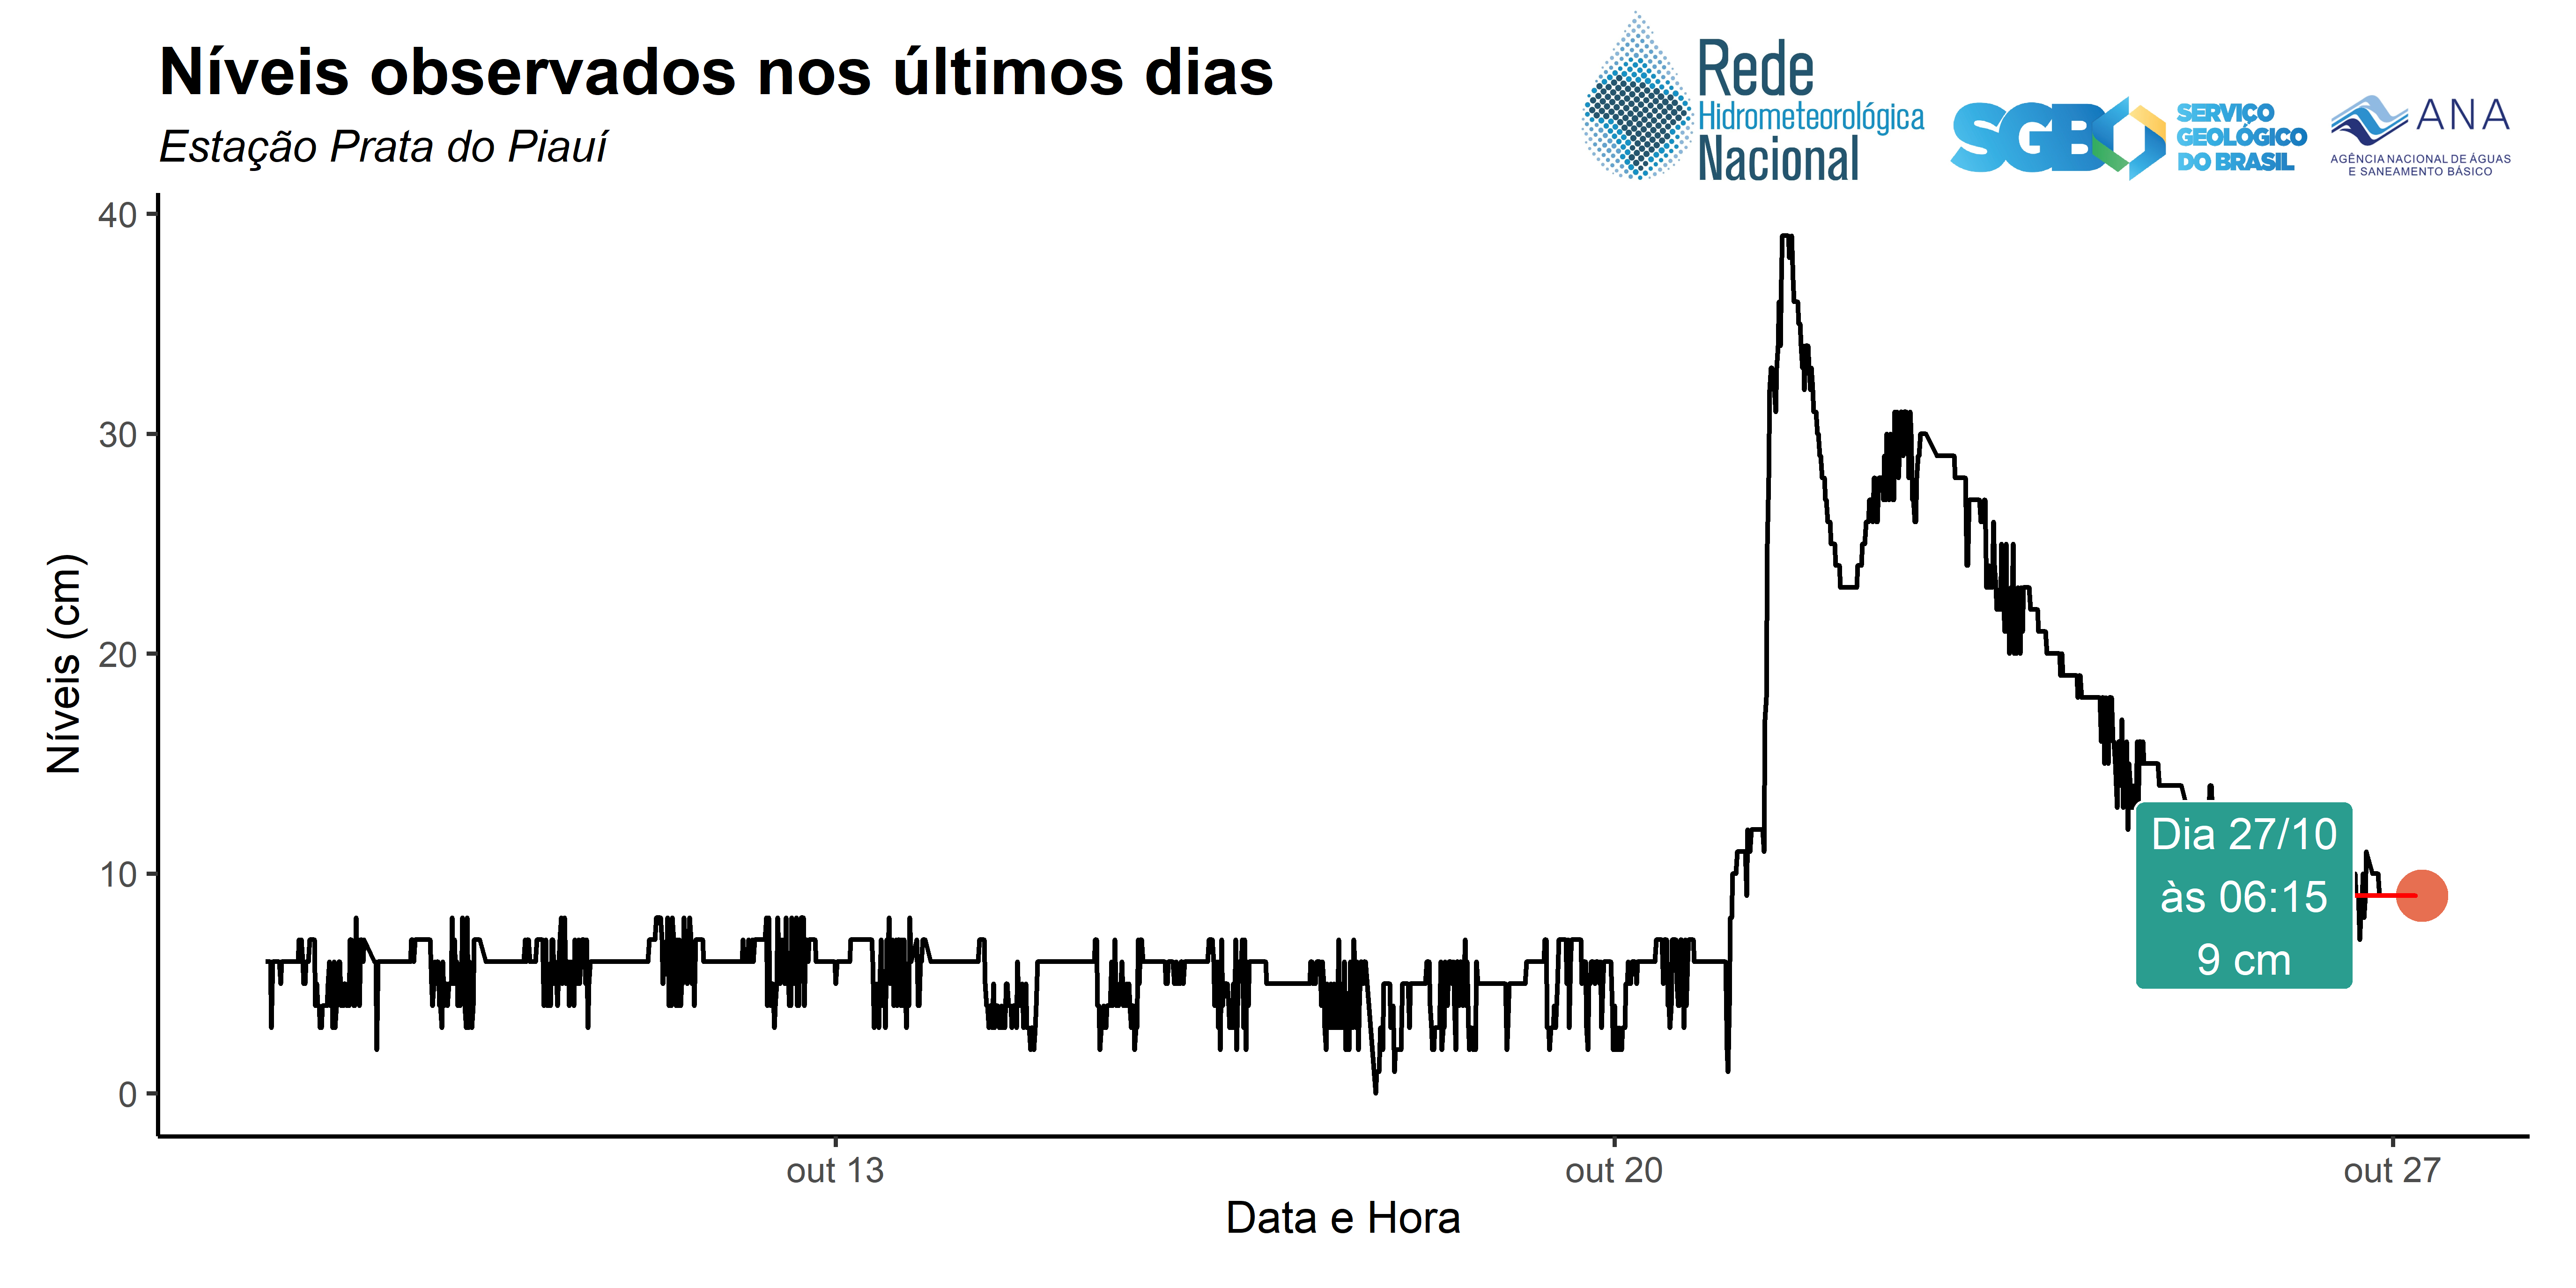 Níveis observados nos últimos dias
Estação Prata do Piauí
Rede
Hidrometeorológica
Nacional
SGB
SERVIÇO
GEOLÓGICO
DO BRASIL
ANA
AGÊNCIA NACIONAL DE ÁGUAS
E SANEAMENTO BÁSICO
Níveis (cm)
40
30
20
10
0
Dia 27/10
às 06:15
9 cm
out 13
out 20
out 27
Data e Hora